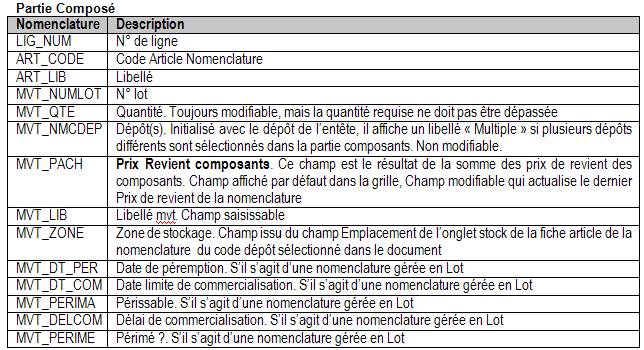 Partie Composé
Nomenclature Description
LIG_NUM N° de ligne
ART_CODE Code Article Nomenclature
ART_LIB Libellé
MVT_NUMLOT N° lot
MVT_QTE Quantité. Toujours modifiable, mais la quantité requise ne doit pas être dépassée
MVT_NMCDEP Dépôt(s). Initialisé avec le dépôt de l'entête, il affiche un libellé « Multiple » si plusieurs dépôts
différents sont sélectionnés dans la partie composants. Non modifiable.
MVT_PACH Prix Revient composants. Ce champ est le résultat de la somme des prix de revient des
composants. Champ affiché par défaut dans la grille, Champ modifiable qui actualise le dernier
Prix de revient de la nomenclature
MVT_LIB Libellé mvt. Champ saisissable
MVT_ZONE Zone de stockage. Champ issu du champ Emplacement de l'onglet stock de la fiche article de la
nomenclature du code dépôt sélectionné dans le document
MVT_DT_PER Date de péremption. S'il s'agit d'une nomenclature gérée en Lot
MVT_DT_COM Date limite de commercialisation. S'il s'agit d'une nomenclature gérée en Lot
MVT_PERIMA Périssable. S'il s'agit d'une nomenclature gérée en Lot
MVT_DELCOM Délai de commercialisation. S'il s'agit d'une nomenclature gérée en Lot
MVT_PERIME Périmé ?. S'il s'agit d'une nomenclature gérée en Lot